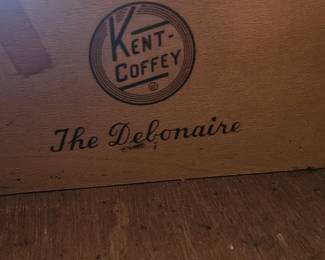 KENT-
COFFEY
The Debonaire